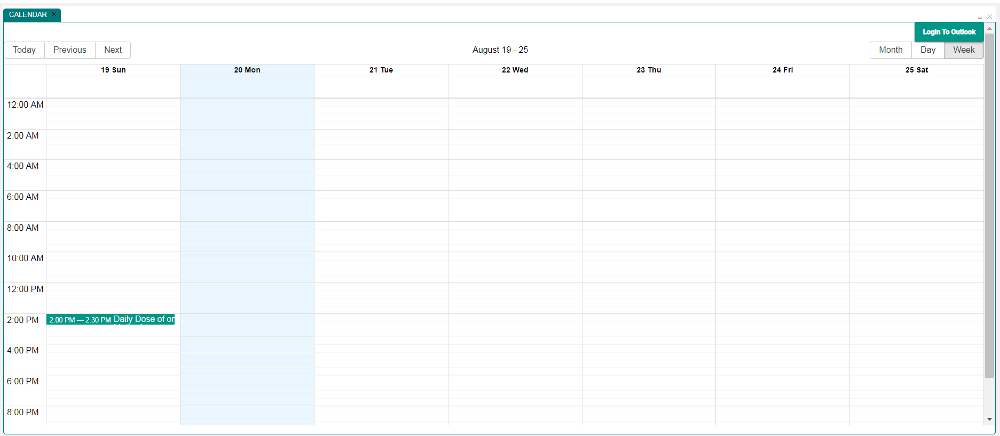 CALENDAR
Login To Outlook
Today Previous Next August 19 - 25 Month Day Week
19 Sun 20 Mon 21 Tue 22 Wed 23 Thu 24 Fri 25 Sat
12:00 AM
2:00 AM
4:00 AM
6:00 AM
8:00 AM
10:00 AM
12:00 PM
2:00 PM 2:00 PM — 2:30 PM Daily Dose of or
4:00 PM
6:00 PM
8:00 PM